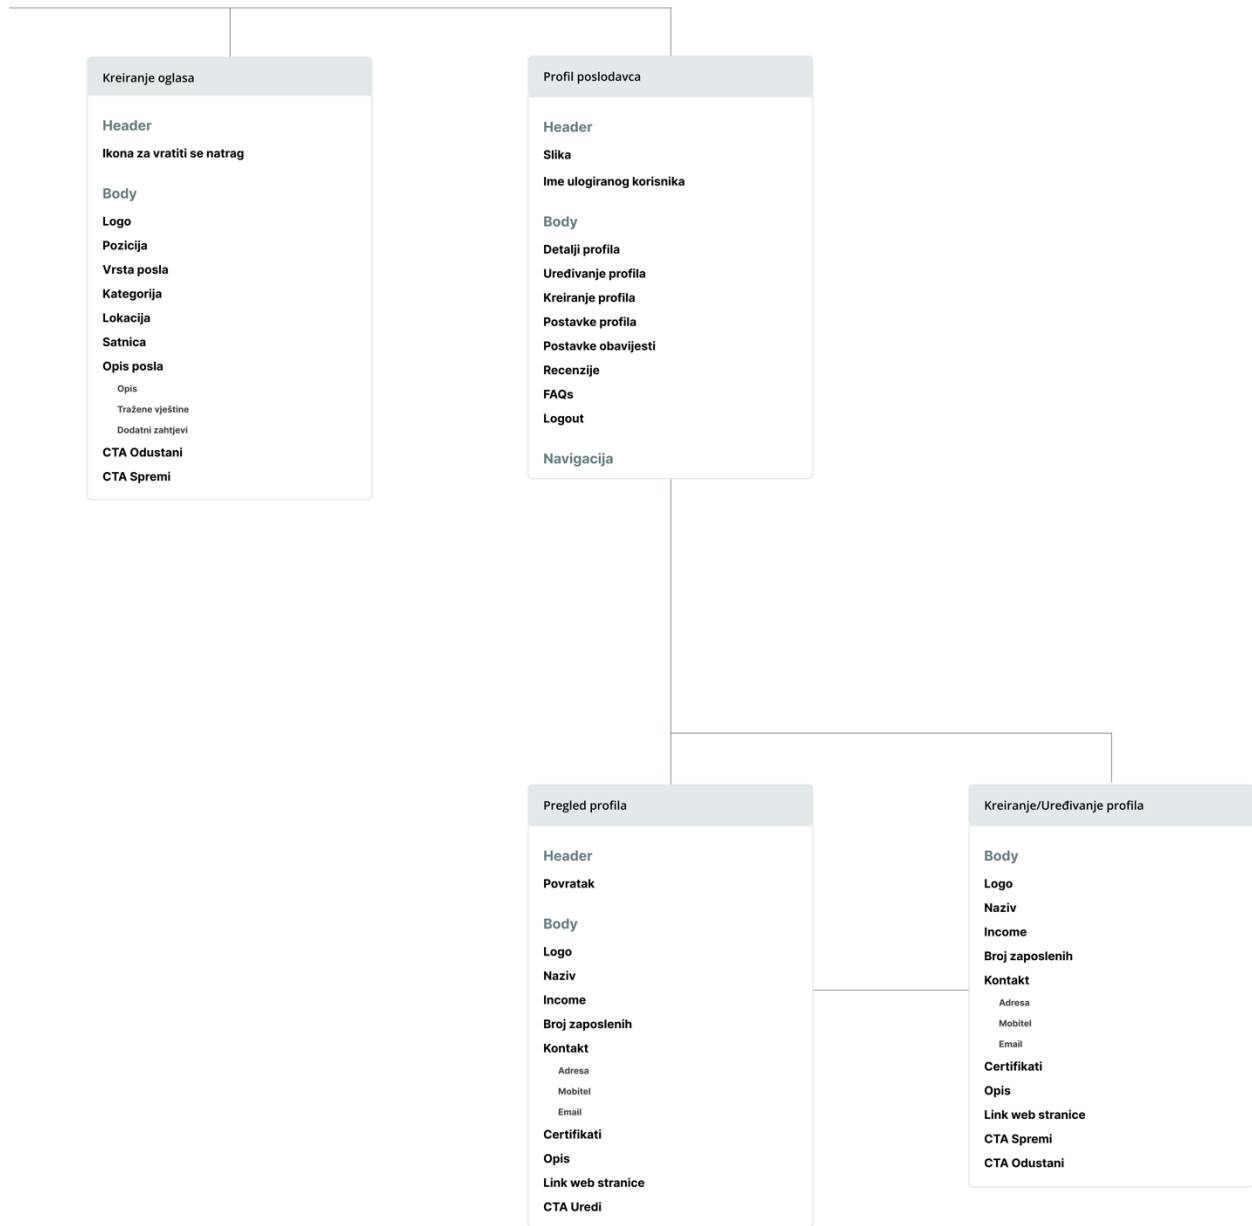 Kreiranje oglasa
Header
Ikona za vratiti se natrag
Body
Logo
Pozicija
Vrsta posla
Kategorija
Lokacija
Satnica
Opis posla
Opis
Tražene vještine
Dodatni zahtjevi
CTA Odustani
CTA Spremi
Profil poslodavca
Header
Slika
Ime ulogiranog korisnika
Body
Detalji profila
Uređivanje profila
Kreiranje profila
Postavke profila
Postavke obavijesti
Recenzije
FAQs
Logout
Navigacija
Pregled profila
Header
Povratak
Body
Logo
Naziv
Income
Broj zaposlenih
Kontakt
Adresa
Mobitel
Email
Certifikati
Opis
Link web stranice
CTA Uredi
Kreiranje/Uređivanje profila
Body
Logo
Naziv
Income
Broj zaposlenih
Kontakt
Adresa
Mobitel
Email
Certifikati
Opis
Link web stranice
CTA Spremi
CTA Odustani